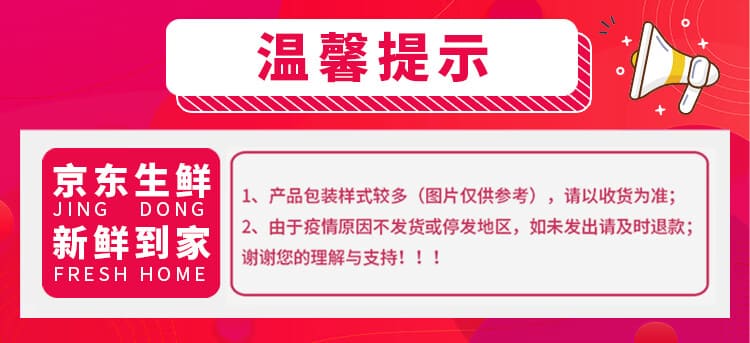 温馨提示
京东生鲜
JING DONG
新鲜到家
FRESH HOME
1、产品包装样式较多（图片仅供参考），请以收货为准；
2、由于疫情原因不发货或停发地区，如未发出请及时退款；
谢谢您的理解与支持！！！